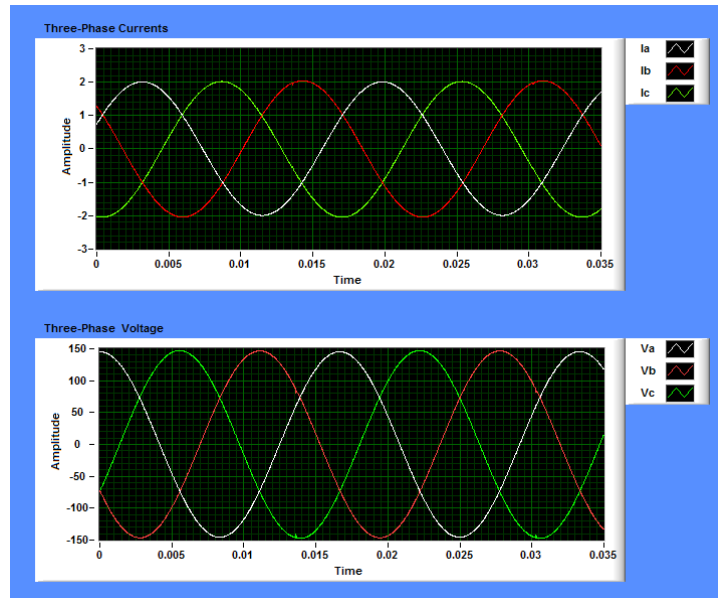 Three-Phase Currents
Ia
Ib
Ic
3
2
1
0
-1
-2
-3
Amplitude
0 0.005 0.01 0.015 0.02 0.025 0.03 0.035
Time
Three-Phase Voltage
Va
Vb
Vc
150
100
50
0
-50
-100
-150
Amplitude
0 0.005 0.01 0.015 0.02 0.025 0.03 0.035
Time